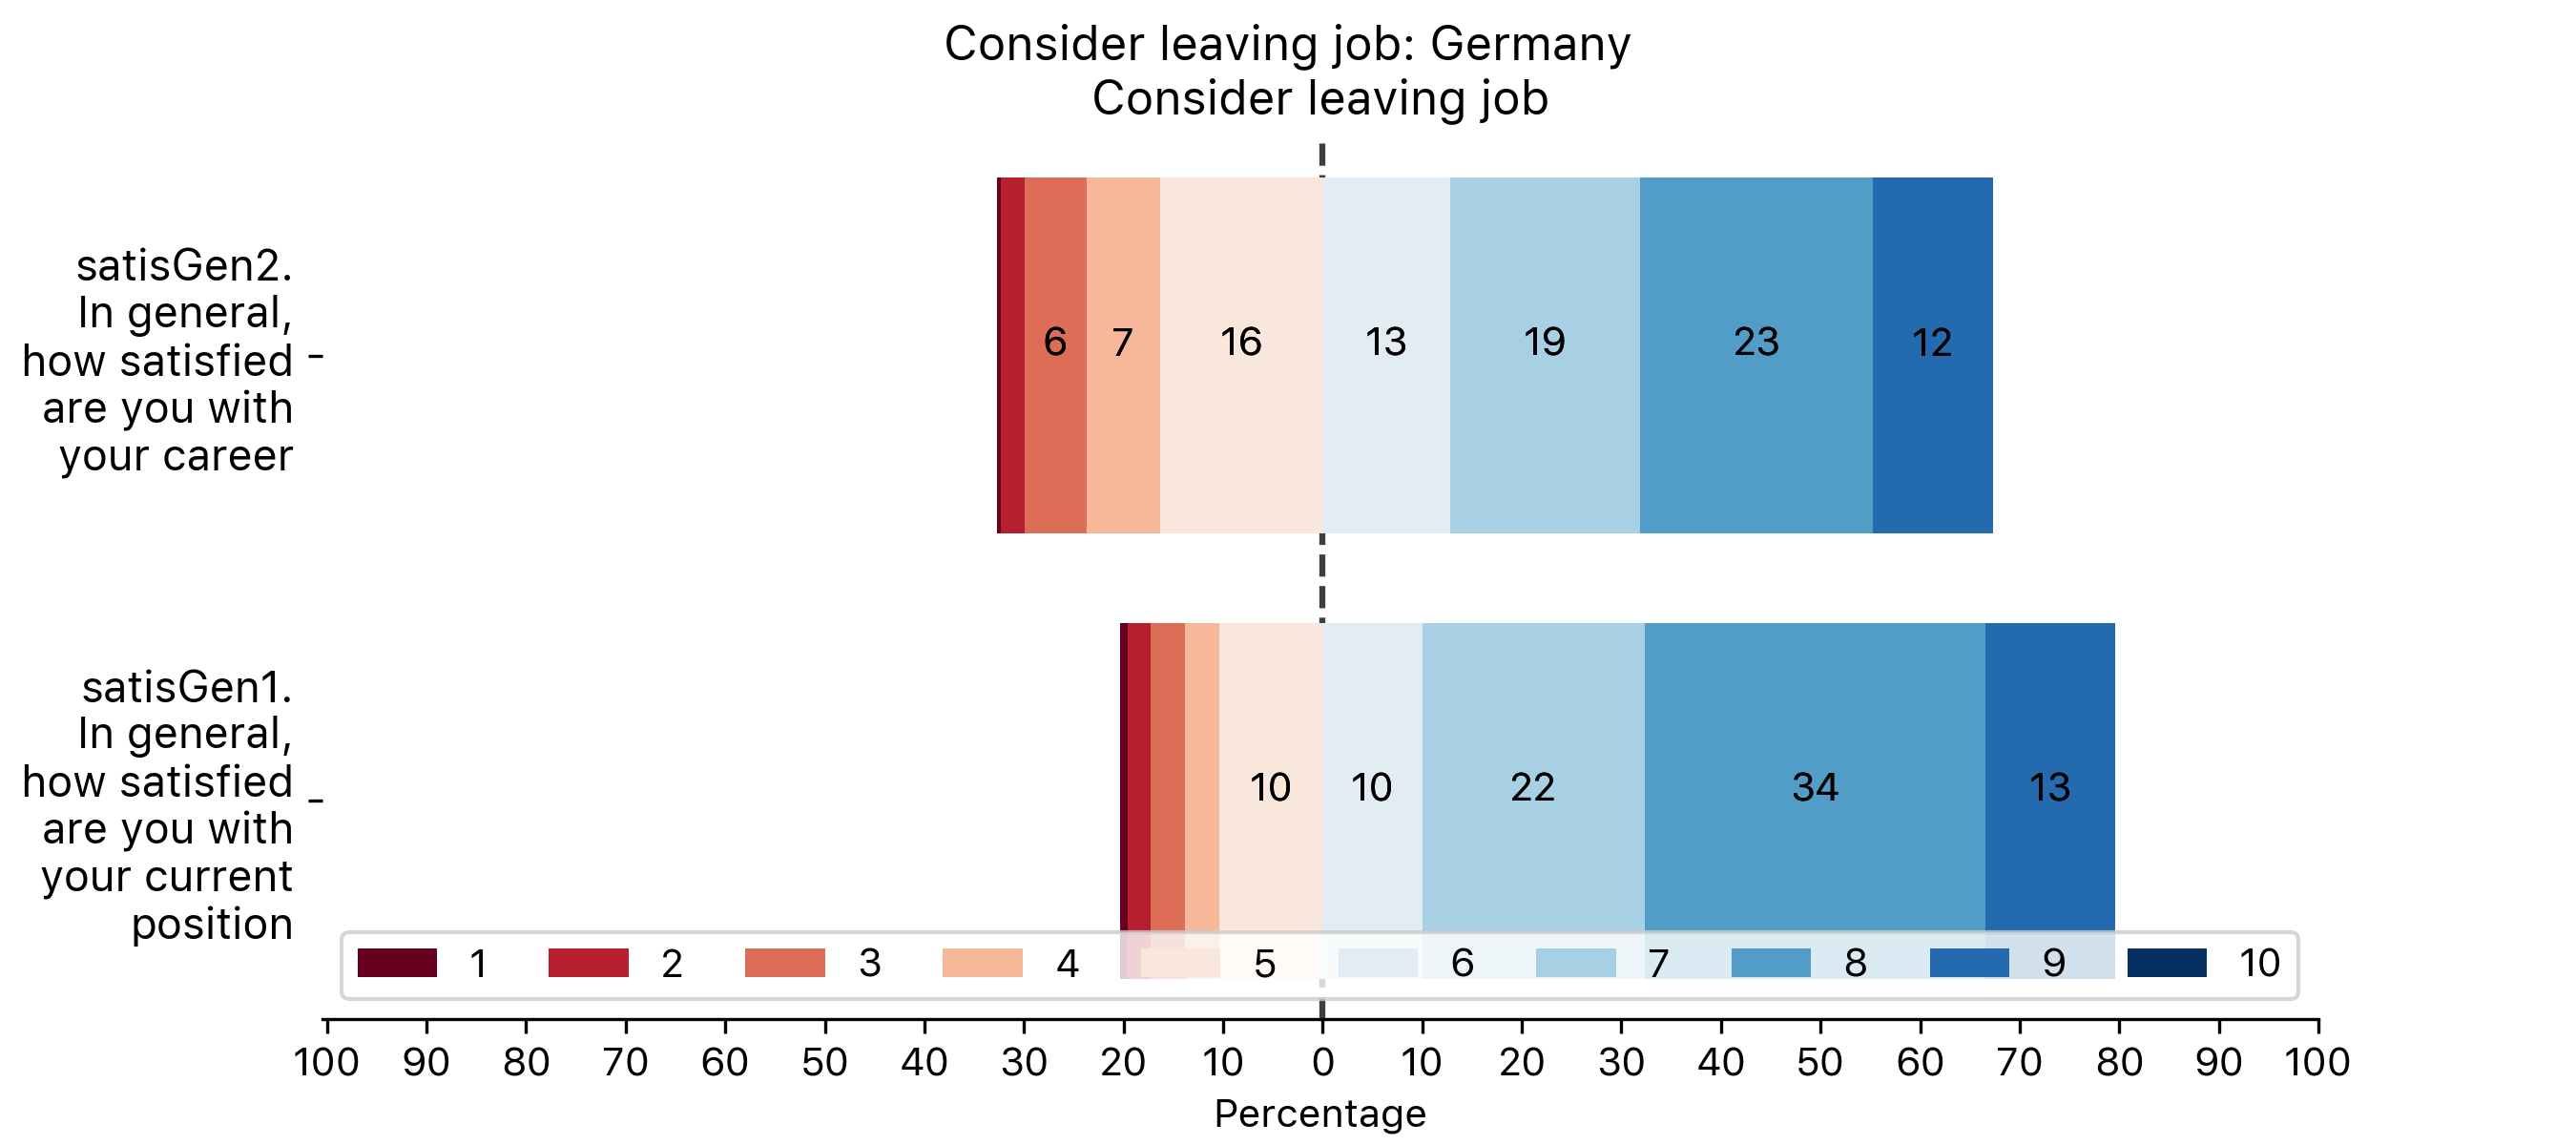 Consider leaving job: Germany
Consider leaving job
satisGen2.
In general,
how satisfied
are you with
your career
6 7 16 13 19 23 12
satisGen1.
In general,
how satisfied
are you with
your current
position
10 10 22 34 13
1 2 3 4 5 6 7 8 9 10
100 90 80 70 60 50 40 30 20 10 0 10 20 30 40 50 60 70 80 90 100
Percentage